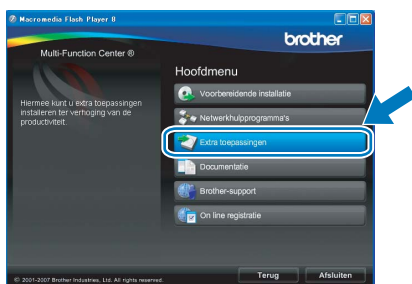 Macromedia Flash Player 8
brother
Multi-Function Center ®
Hiermee kunt u extra toepassingen
installeren ter verhoging van de
productiviteit.
Hoofdmenu
Voorbereidende installatie
Netwerkhulpprogramma's
Extra toepassingen
Documentatie
Brother-support
On line registratie
© 2001-2007 Brother Industries, Ltd. All rights reserved.
Terug
Afsluiten